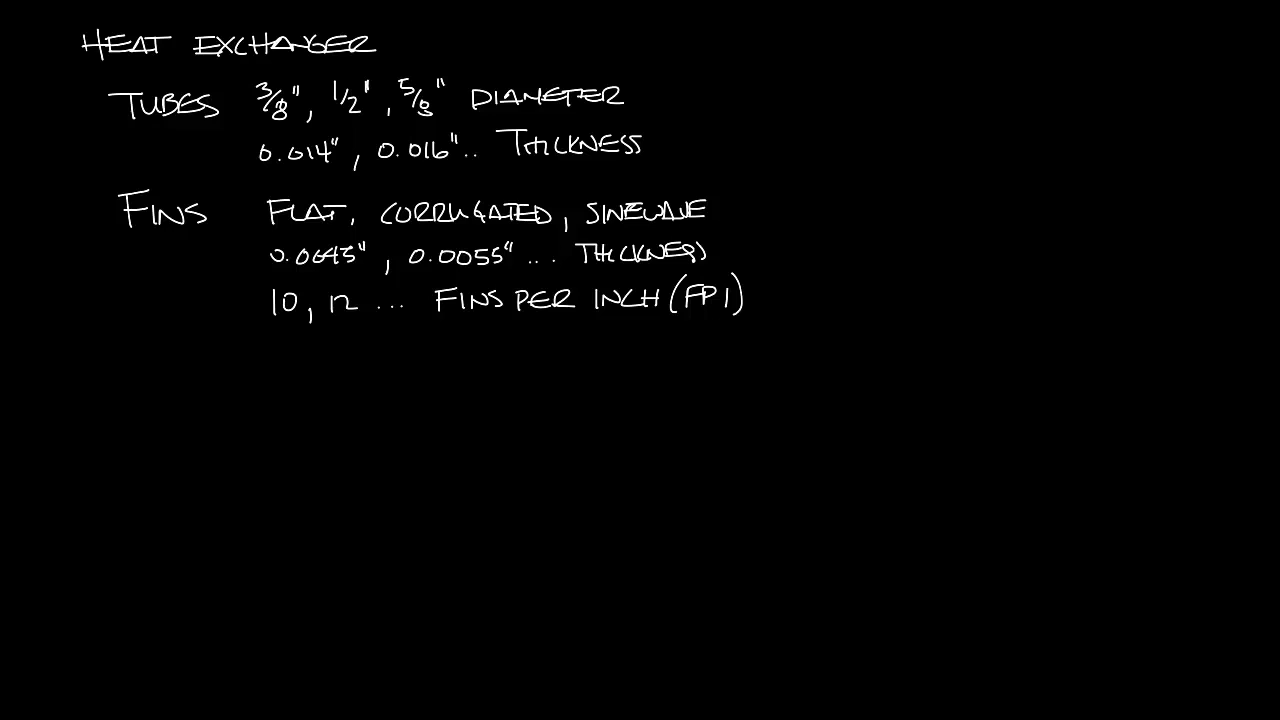 HEAT EXCHANGER
TUBES 3/8", 1/2", 5/8" DIAMETER
0.014", 0.016".. THICKNESS
FINS FLAT, CORRUGATED, SINEWAVE
0.0045", 0.0055"... THICKNESS
10, 12 ... FINS PER INCH (FPI)